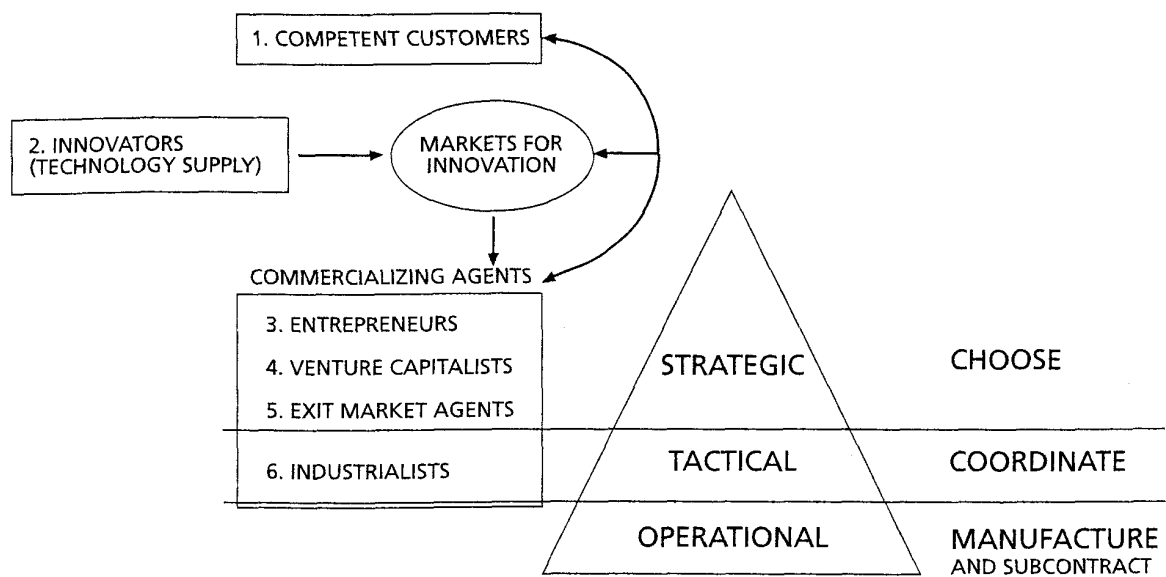 1. COMPETENT CUSTOMERS
2. INNOVATORS
(TECHNOLOGY SUPPLY)
MARKETS FOR
INNOVATION
COMMERCIALIZING AGENTS
3. ENTREPRENEURS
4. VENTURE CAPITALISTS
5. EXIT MARKET AGENTS
6. INDUSTRIALISTS
STRATEGIC
CHOOSE
TACTICAL
COORDINATE
OPERATIONAL
MANUFACTURE
AND SUBCONTRACT